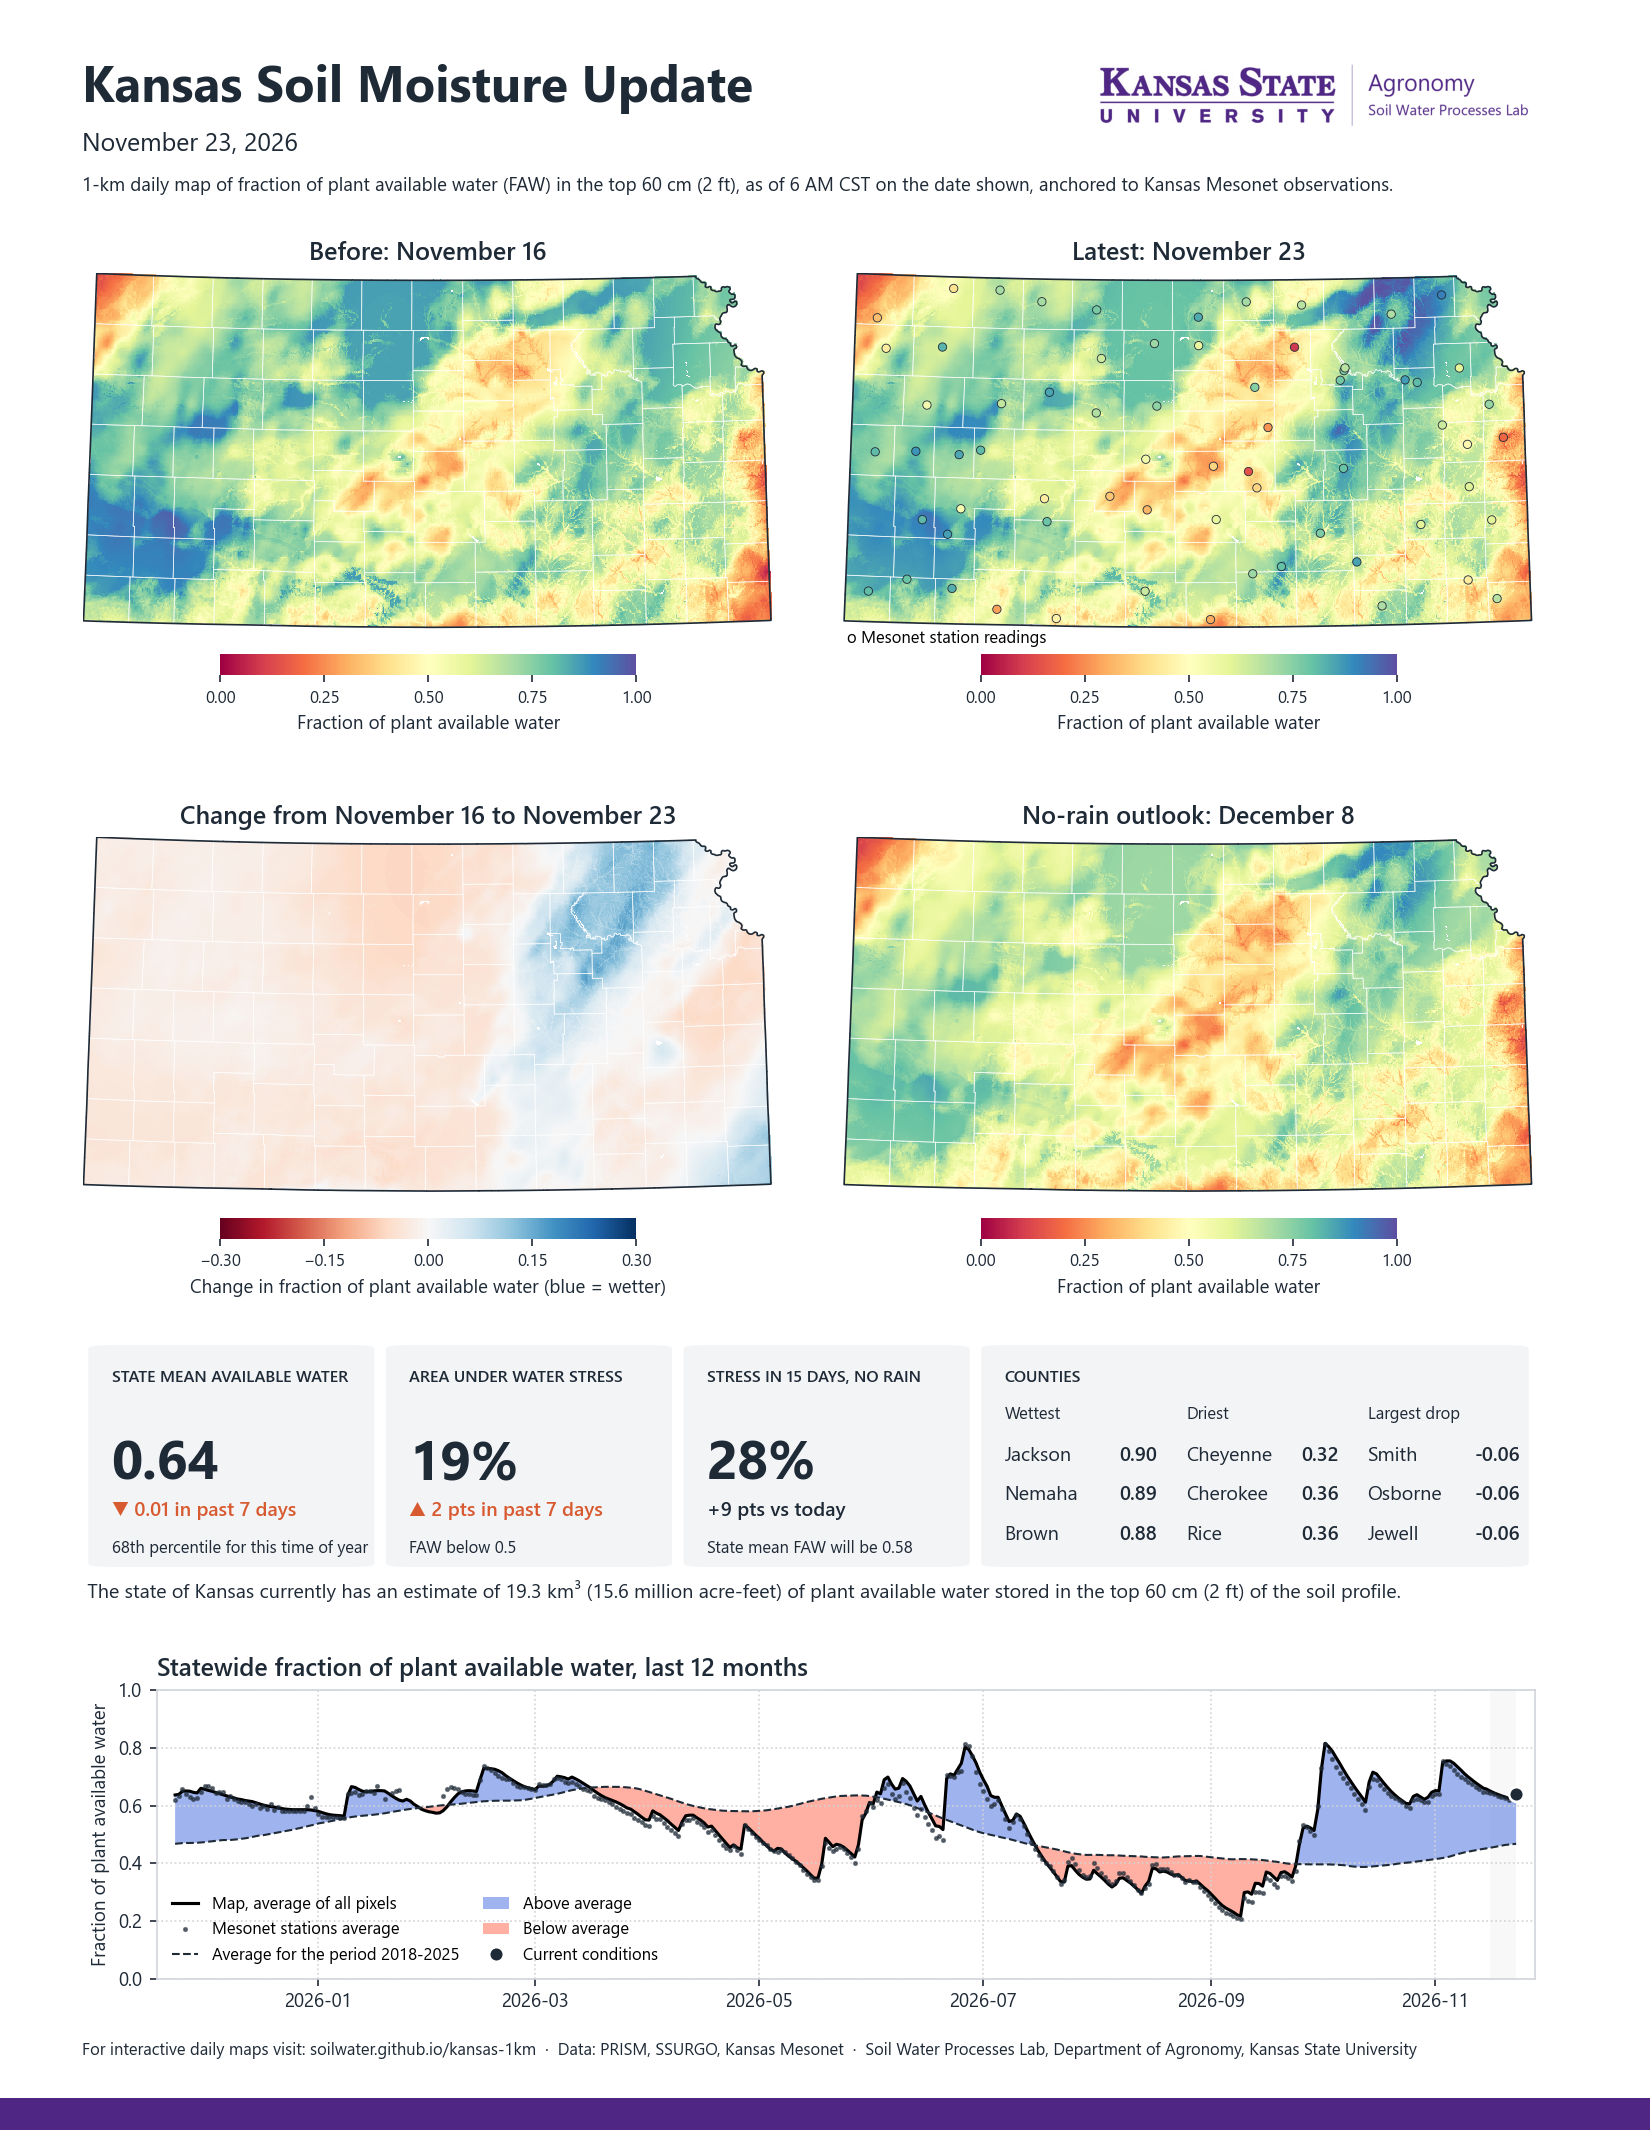 Kansas Soil Moisture Update
November 23, 2026
KANSAS STATE
UNIVERSITY
Agronomy
Soil Water Processes Lab
1-km daily map of fraction of plant available water (FAW) in the top 60 cm (2 ft), as of 6 AM CST on the date shown, anchored to Kansas Mesonet observations.
Before: November 16
0.00 0.25 0.50 0.75 1.00
Fraction of plant available water
Latest: November 23
o Mesonet station readings
0.00 0.25 0.50 0.75 1.00
Fraction of plant available water
Change from November 16 to November 23
−0.30 −0.15 0.00 0.15 0.30
Change in fraction of plant available water (blue = wetter)
No-rain outlook: December 8
0.00 0.25 0.50 0.75 1.00
Fraction of plant available water
STATE MEAN AVAILABLE WATER
0.64
▼ 0.01 in past 7 days
68th percentile for this time of year
AREA UNDER WATER STRESS
19%
▲ 2 pts in past 7 days
FAW below 0.5
STRESS IN 15 DAYS, NO RAIN
28%
+9 pts vs today
State mean FAW will be 0.58
COUNTIES
Wettest Driest Largest drop
Jackson 0.90 Cheyenne 0.32 Smith -0.06
Nemaha 0.89 Cherokee 0.36 Osborne -0.06
Brown 0.88 Rice 0.36 Jewell -0.06
The state of Kansas currently has an estimate of 19.3 km³ (15.6 million acre-feet) of plant available water stored in the top 60 cm (2 ft) of the soil profile.
Statewide fraction of plant available water, last 12 months
Fraction of plant available water
1.0
0.8
0.6
0.4
0.2
0.0
Map, average of all pixels
Mesonet stations average
Average for the period 2018-2025
Above average
Below average
Current conditions
2026-01 2026-03 2026-05 2026-07 2026-09 2026-11
For interactive daily maps visit: soilwater.github.io/kansas-1km · Data: PRISM, SSURGO, Kansas Mesonet · Soil Water Processes Lab, Department of Agronomy, Kansas State University